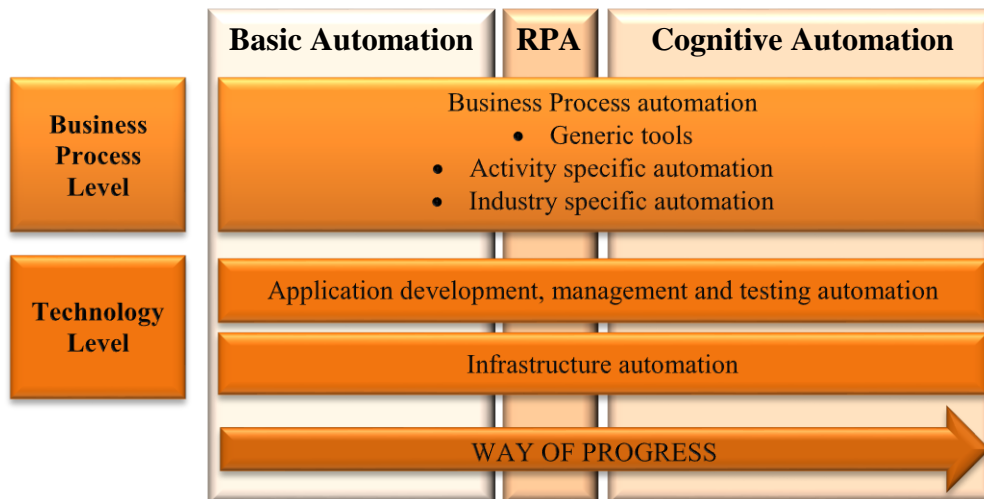 Basic Automation
RPA
Cognitive Automation
Business
Process
Level
Business Process automation
• Generic tools
• Activity specific automation
• Industry specific automation
Technology
Level
Application development, management and testing automation
Infrastructure automation
WAY OF PROGRESS